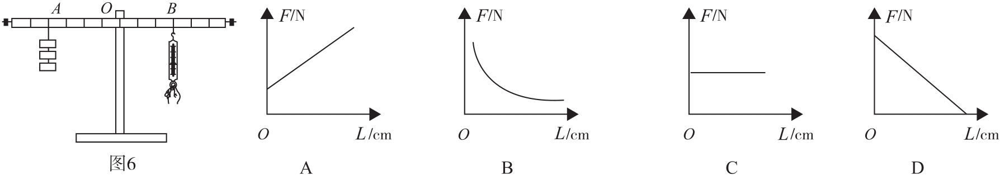 A O B
图6
F/N
O L/cm
A
F/N
O L/cm
B
F/N
O L/cm
C
F/N
O L/cm
D